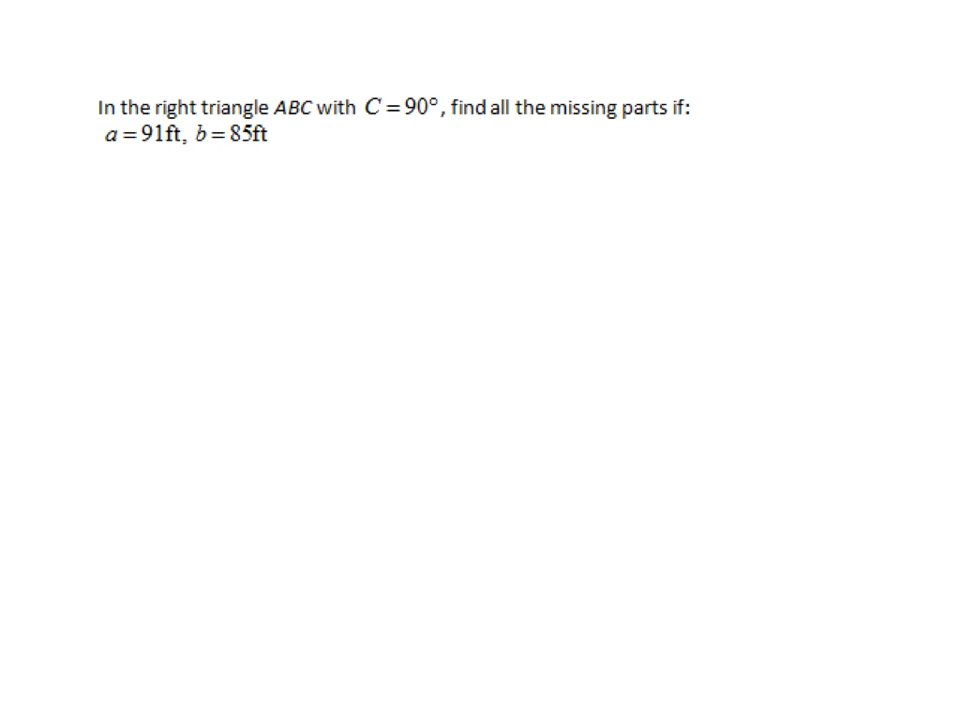 In the right triangle ABC with C = 90°, find all the missing parts if:
a = 91ft, b = 85ft